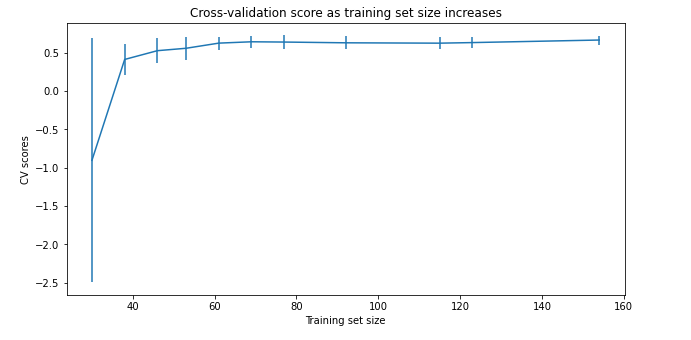 Cross-validation score as training set size increases
CV scores
0.5
0.0
−0.5
−1.0
−1.5
−2.0
−2.5
40 60 80 100 120 140 160
Training set size